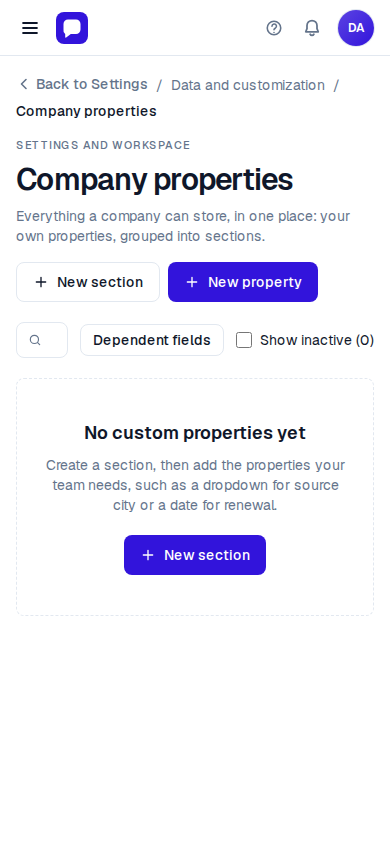 DA
Back to Settings / Data and customization /
Company properties
SETTINGS AND WORKSPACE
Company properties
Everything a company can store, in one place: your
own properties, grouped into sections.
New section New property
Dependent fields Show inactive (0)
No custom properties yet
Create a section, then add the properties your
team needs, such as a dropdown for source
city or a date for renewal.
New section